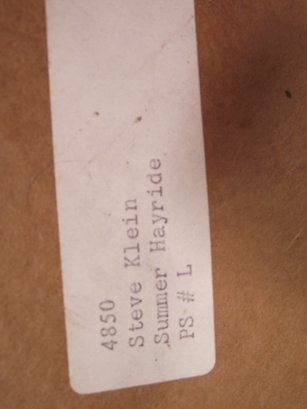 4850
Steve Klein
Summer Hayride
PS # L